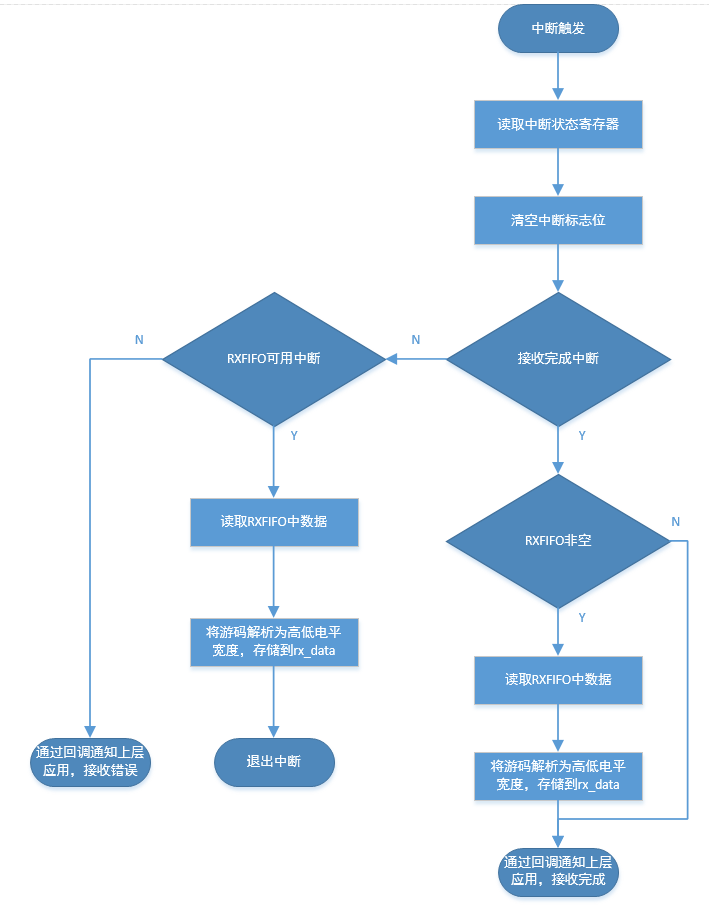 中断触发
读取中断状态寄存器
清空中断标志位
接收完成中断
N
RXFIFO可用中断
N
Y
Y
读取RXFIFO中数据
RXFIFO非空
N
Y
将游码解析为高低电平
宽度，存储到rx_data
读取RXFIFO中数据
退出中断
通过回调通知上层
应用，接收错误
将游码解析为高低电平
宽度，存储到rx_data
通过回调通知上层
应用，接收完成